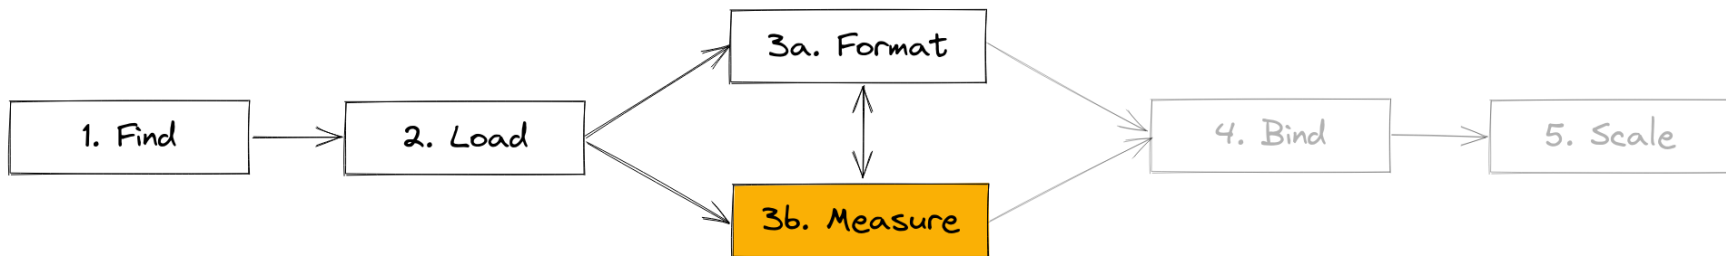 1. Find
2. Load
3a. Format
3b. Measure
4. Bind
5. Scale